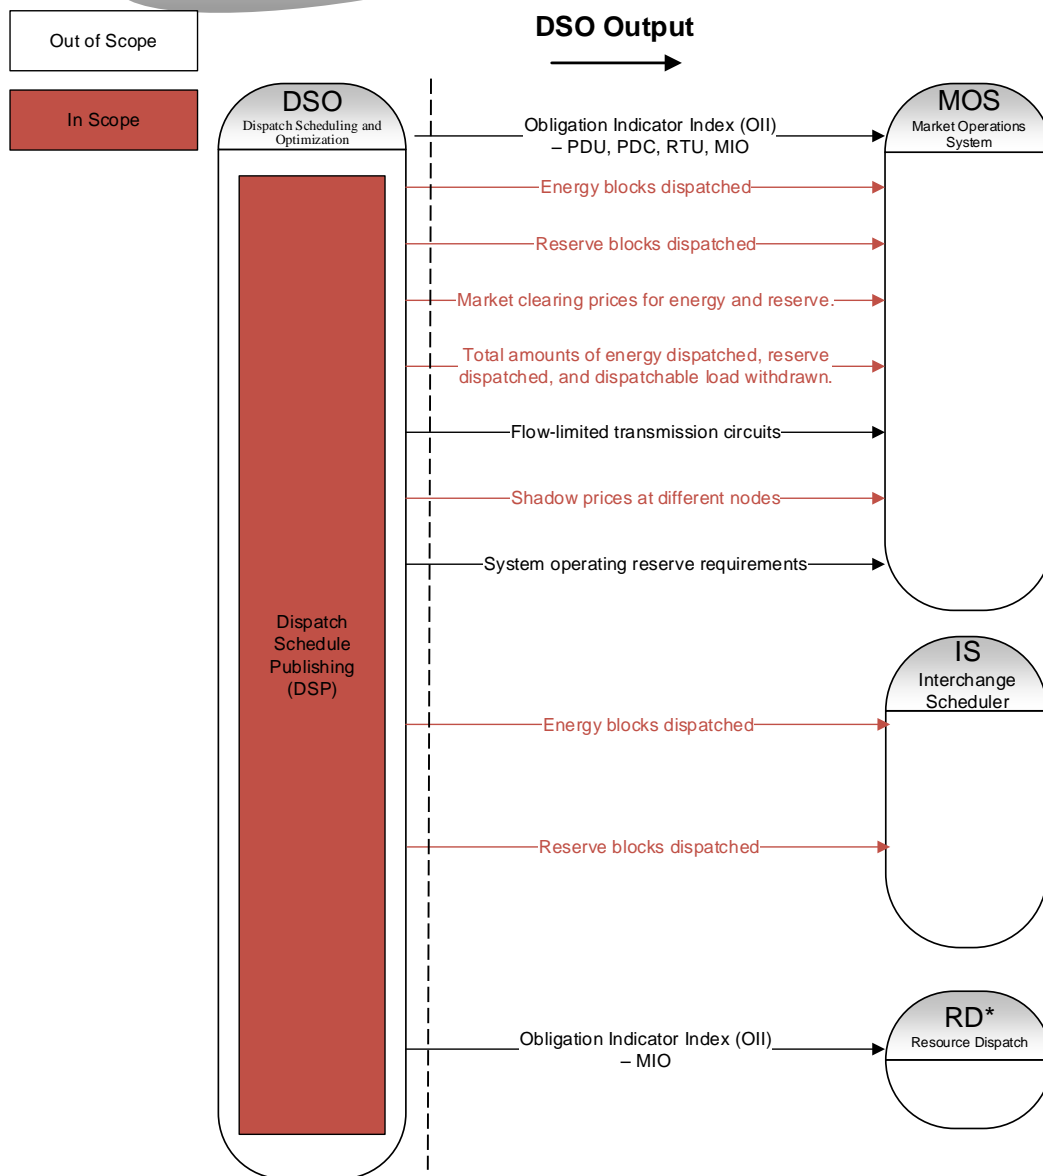 DSO Output
Out of Scope
In Scope
DSO
Dispatch Scheduling and
Optimization
MOS
Market Operations
System
Obligation Indicator Index (OII)
– PDU, PDC, RTU, MIO
Energy blocks dispatched
Reserve blocks dispatched
Market clearing prices for energy and reserve.
Total amounts of energy dispatched, reserve
dispatched, and dispatchable load withdrawn.
Flow-limited transmission circuits
Shadow prices at different nodes
System operating reserve requirements
Dispatch
Schedule
Publishing
(DSP)
IS
Interchange
Scheduler
Energy blocks dispatched
Reserve blocks dispatched
RD*
Resource Dispatch
Obligation Indicator Index (OII)
– MIO